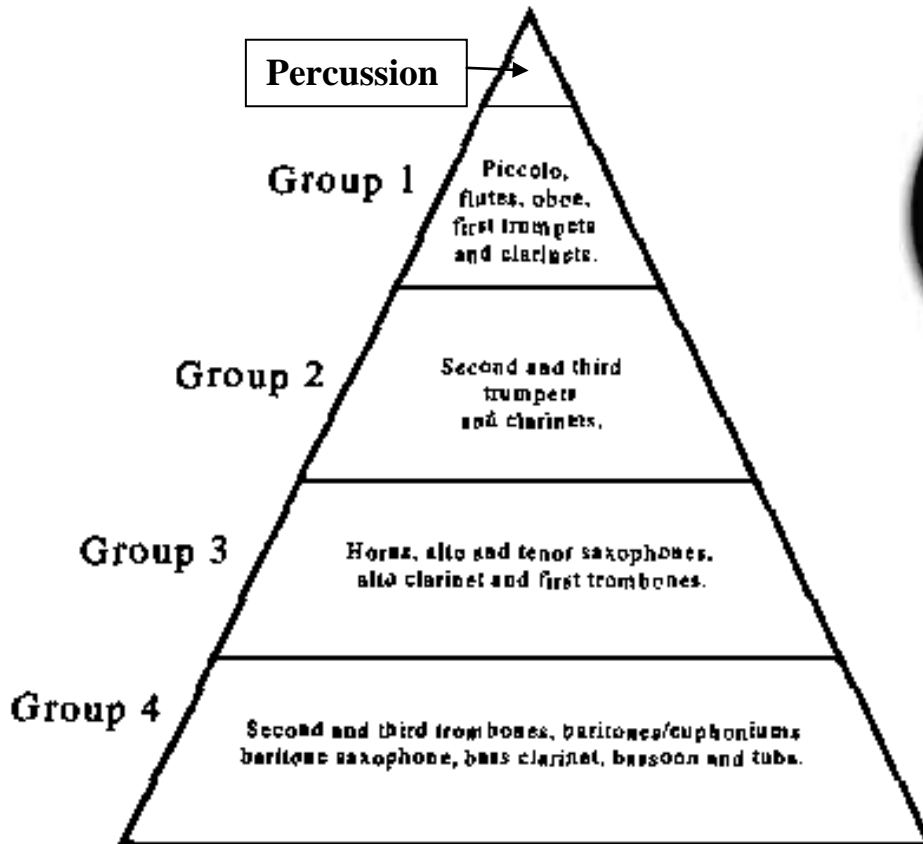 Percussion
Group 1
Piccolo,
flutes, oboe,
first trumpets
and clarinets.
Group 2
Second and third
trumpets
and clarinets.
Group 3
Horns, alto and tenor saxophones,
alto clarinet and first trombones.
Group 4
Second and third trombones, baritones/euphoniums
baritone saxophone, bass clarinet, bassoon and tuba.